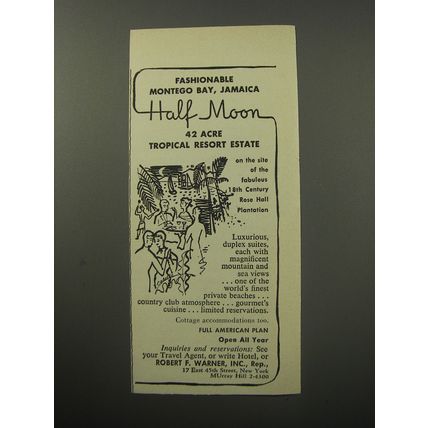 FASHIONABLE
MONTEGO BAY, JAMAICA
Half Moon
42 ACRE
TROPICAL RESORT ESTATE
on the site
of the
fabulous
18th Century
Rose Hall
Plantation
Luxurious,
duplex suites,
each with
magnificent
mountain and
sea views
. . . one of the
world's finest
private beaches . . .
country club atmosphere . . . gourmet's
cuisine . . . limited reservations.
Cottage accommodations too.
FULL AMERICAN PLAN
Open All Year
Inquiries and reservations: See
your Travel Agent, or write Hotel, or
ROBERT F. WARNER, INC., Rep.,
17 East 45th Street, New York
MUrray Hill 2-4300